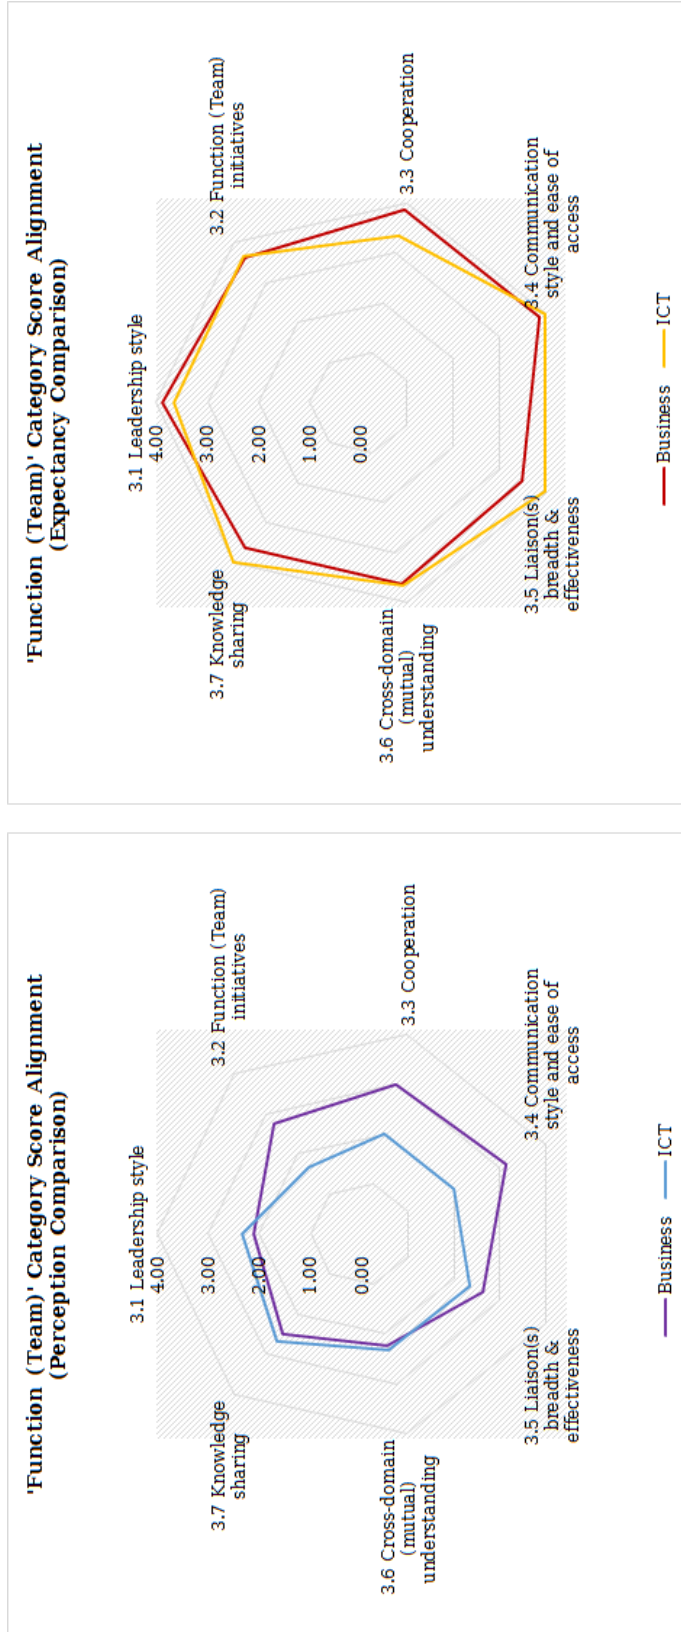 'Function (Team)' Category Score Alignment
(Perception Comparison)
3.1 Leadership style
4.00
3.00
2.00
1.00
0.00
3.2 Function (Team)
initiatives
3.3 Cooperation
3.4 Communication
style and ease of
access
3.5 Liaison(s)
breadth &
effectiveness
3.6 Cross-domain
(mutual)
understanding
3.7 Knowledge
sharing
Business
ICT
'Function (Team)' Category Score Alignment
(Expectancy Comparison)
3.1 Leadership style
4.00
3.00
2.00
1.00
0.00
3.2 Function (Team)
initiatives
3.3 Cooperation
3.4 Communication
style and ease of
access
3.5 Liaison(s)
breadth &
effectiveness
3.6 Cross-domain
(mutual)
understanding
3.7 Knowledge
sharing
Business
ICT